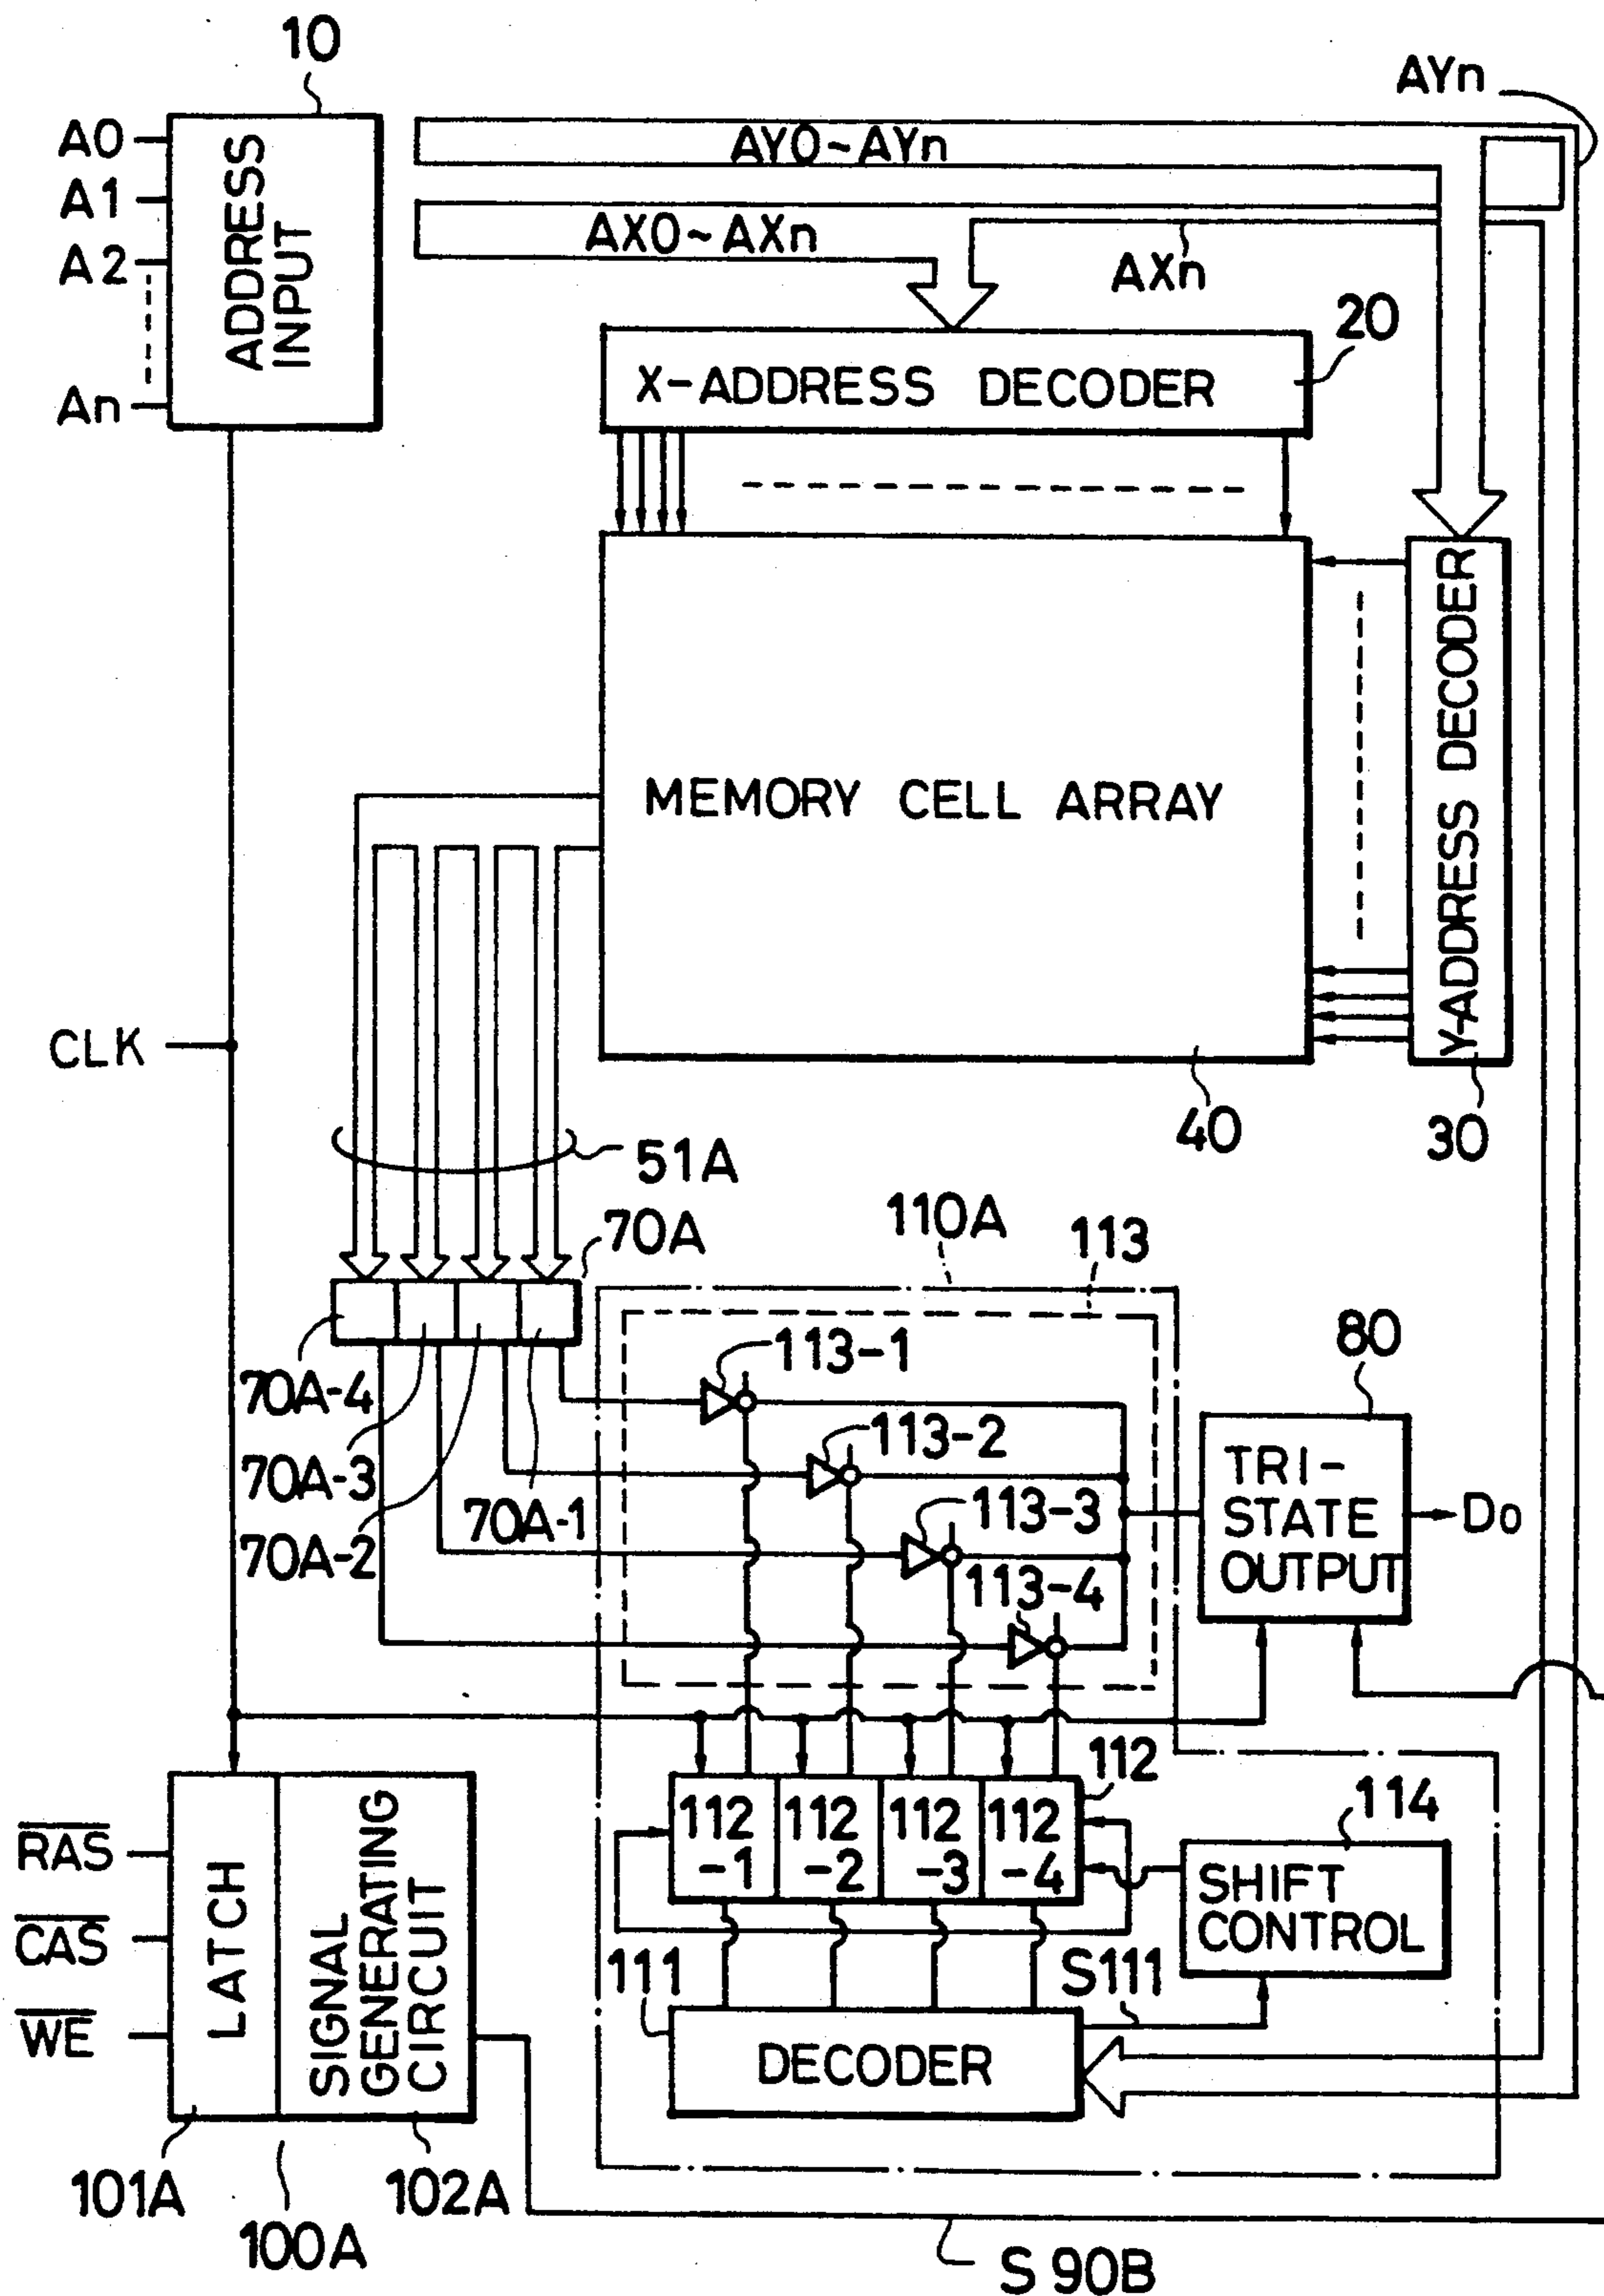 10
AYn
A0
A1
A2
An
ADDRESS
INPUT
AY0~AYn
AX0~AXn
AXn
20
X-ADDRESS DECODER
MEMORY CELL ARRAY
Y-ADDRESS DECODER
CLK
40
30
51A
70A
110A
113
80
70A-4
70A-3
70A-2
70A-1
113-1
113-2
113-3
113-4
TRI-
STATE
OUTPUT
Do
112
112
-1
112
-2
112
-3
112
-4
114
SHIFT
CONTROL
RAS
CAS
WE
LATCH
SIGNAL
GENERATING
CIRCUIT
111
S111
DECODER
101A
102A
100A
S90B